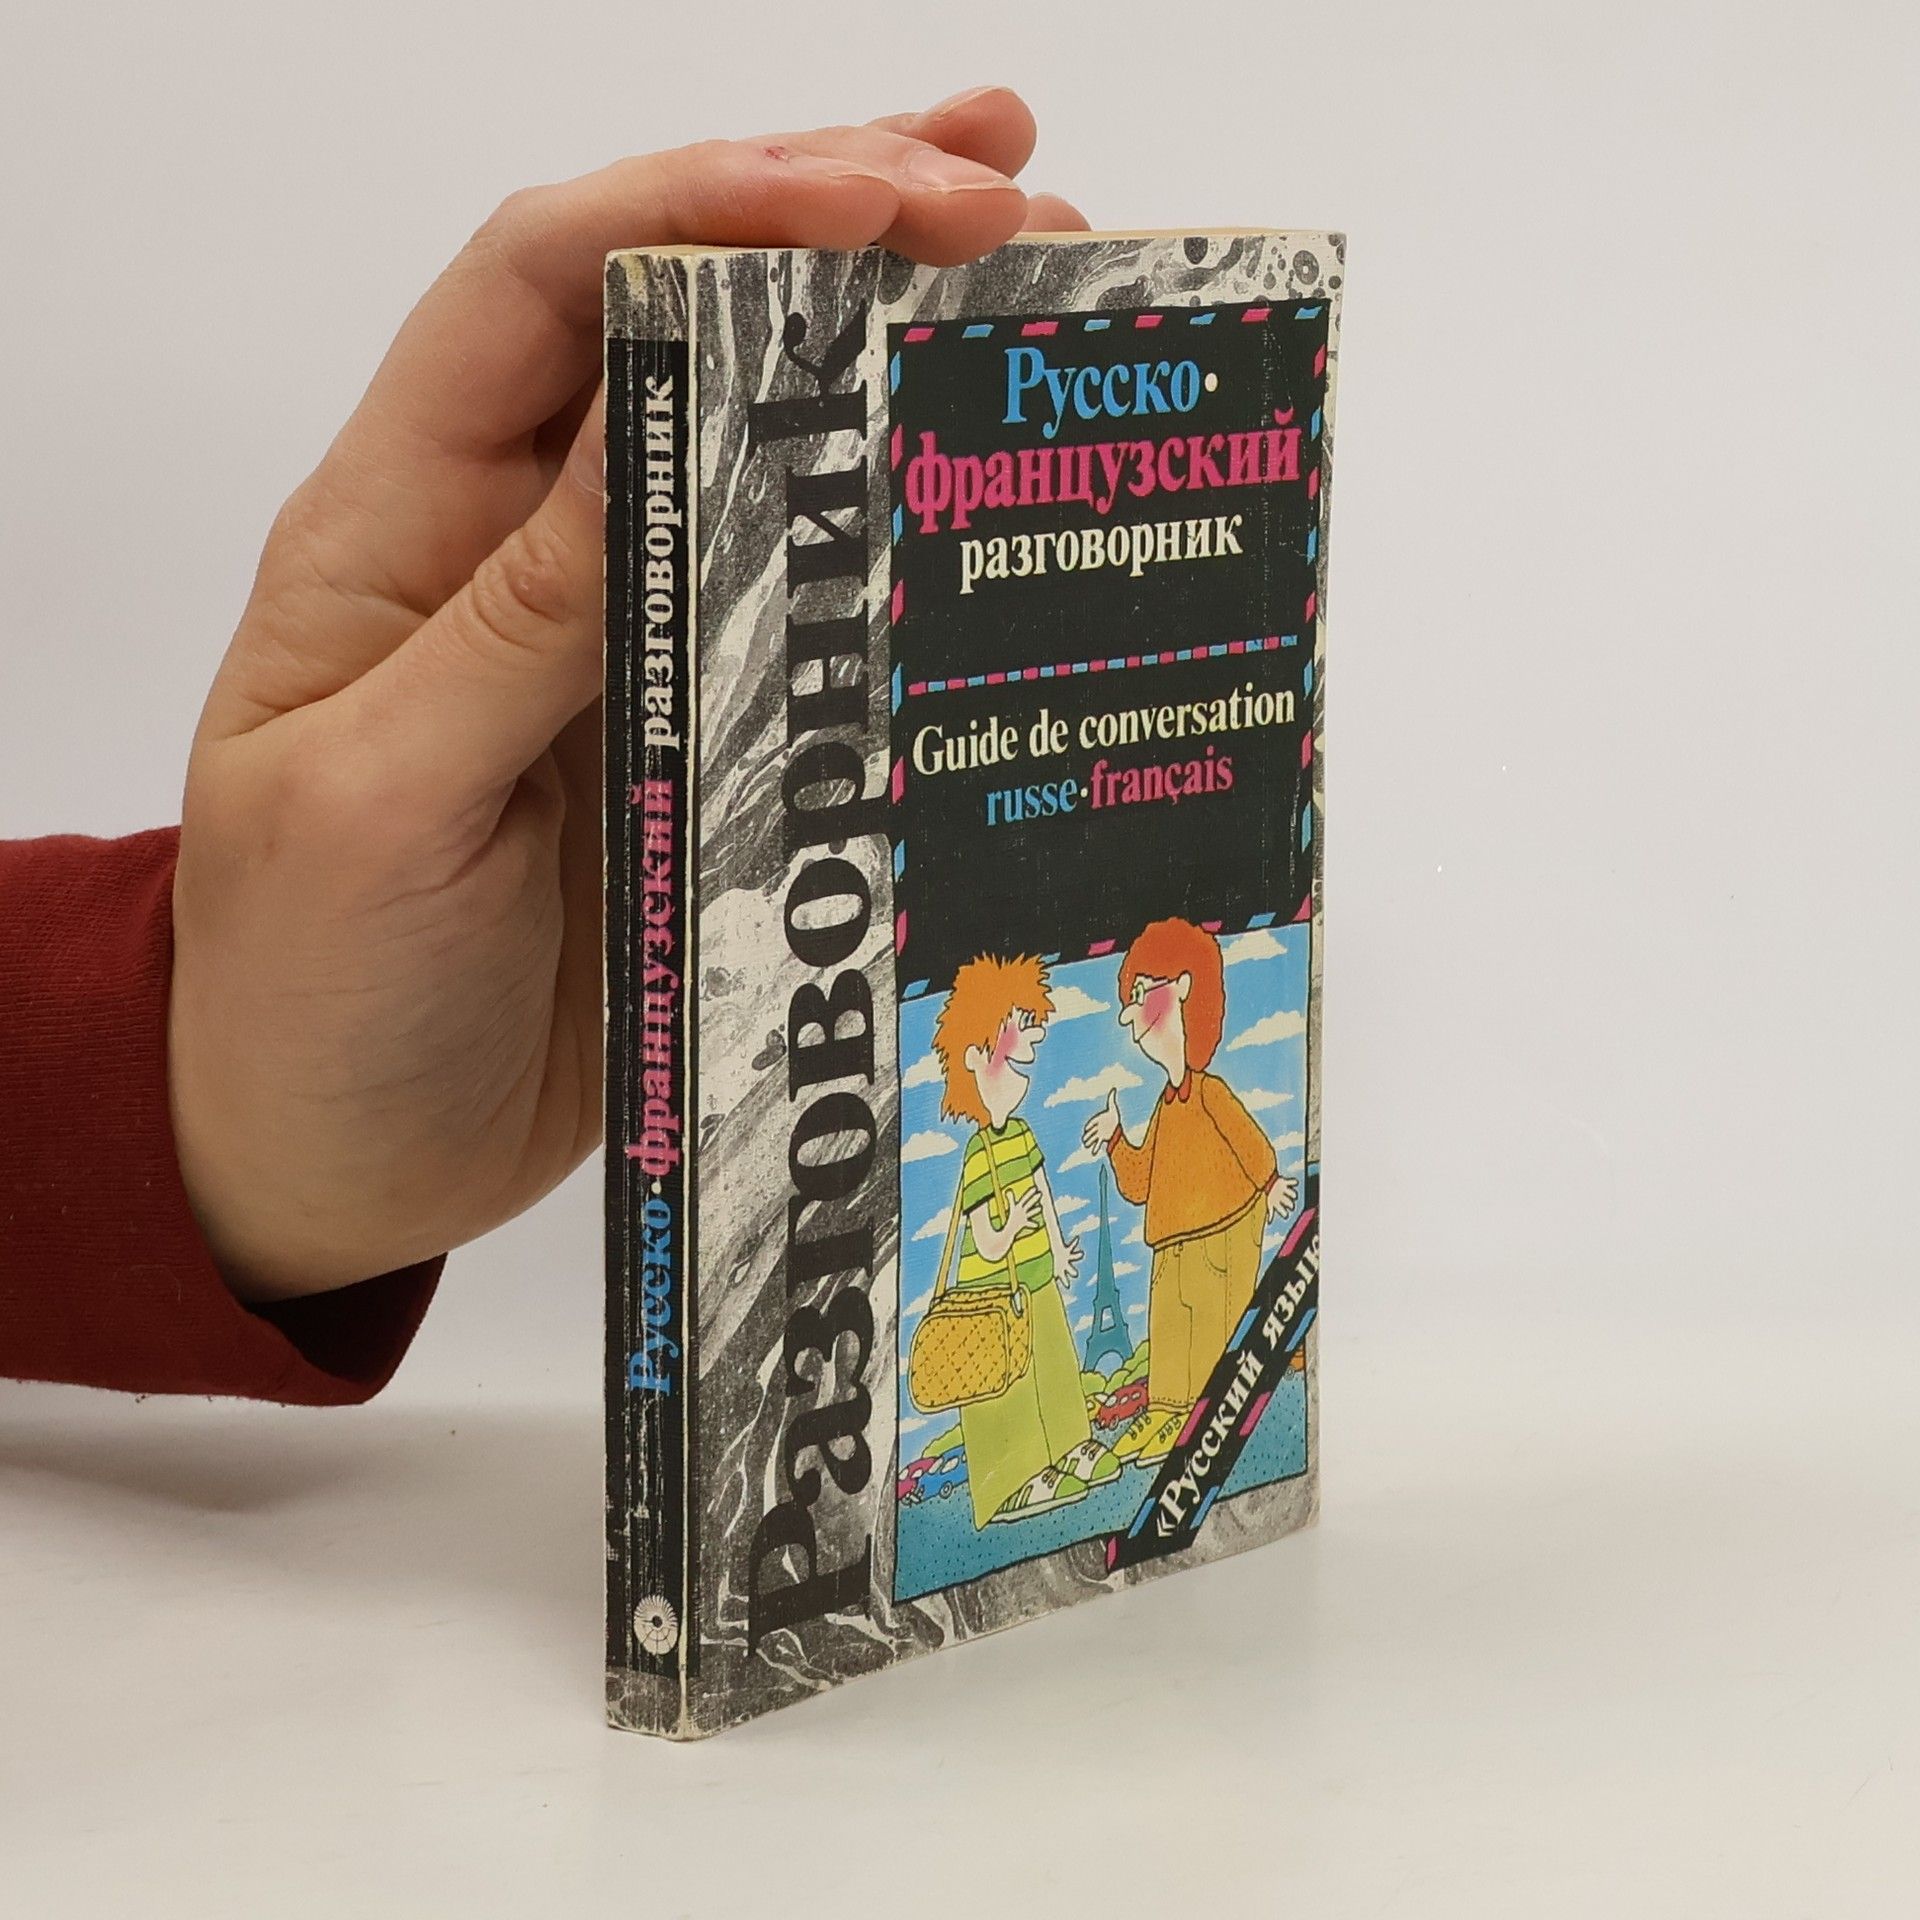 Русско·французский разговорник
Разговорник
Русско·
французский
разговорник
Guide de conversation
russe·français
«Русский язык